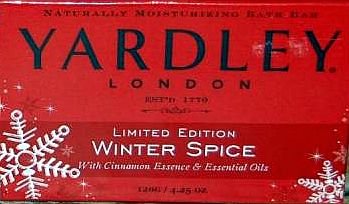 NATURALLY MOISTURIZING BATH BAR
YARDLEY®
LONDON
EST'D 1770
LIMITED EDITION
WINTER SPICE
With Cinnamon Essence & Essential Oils
120G / 4.25 OZ